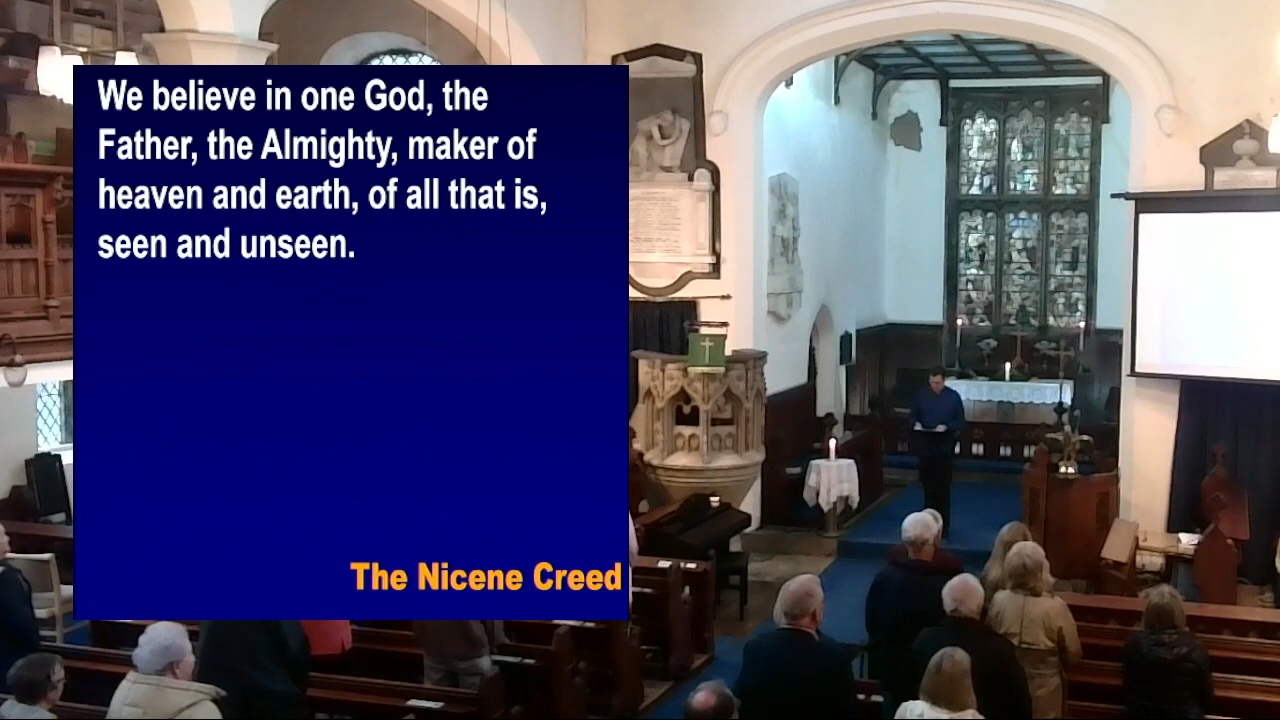 We believe in one God, the
Father, the Almighty, maker of
heaven and earth, of all that is,
seen and unseen.
The Nicene Creed